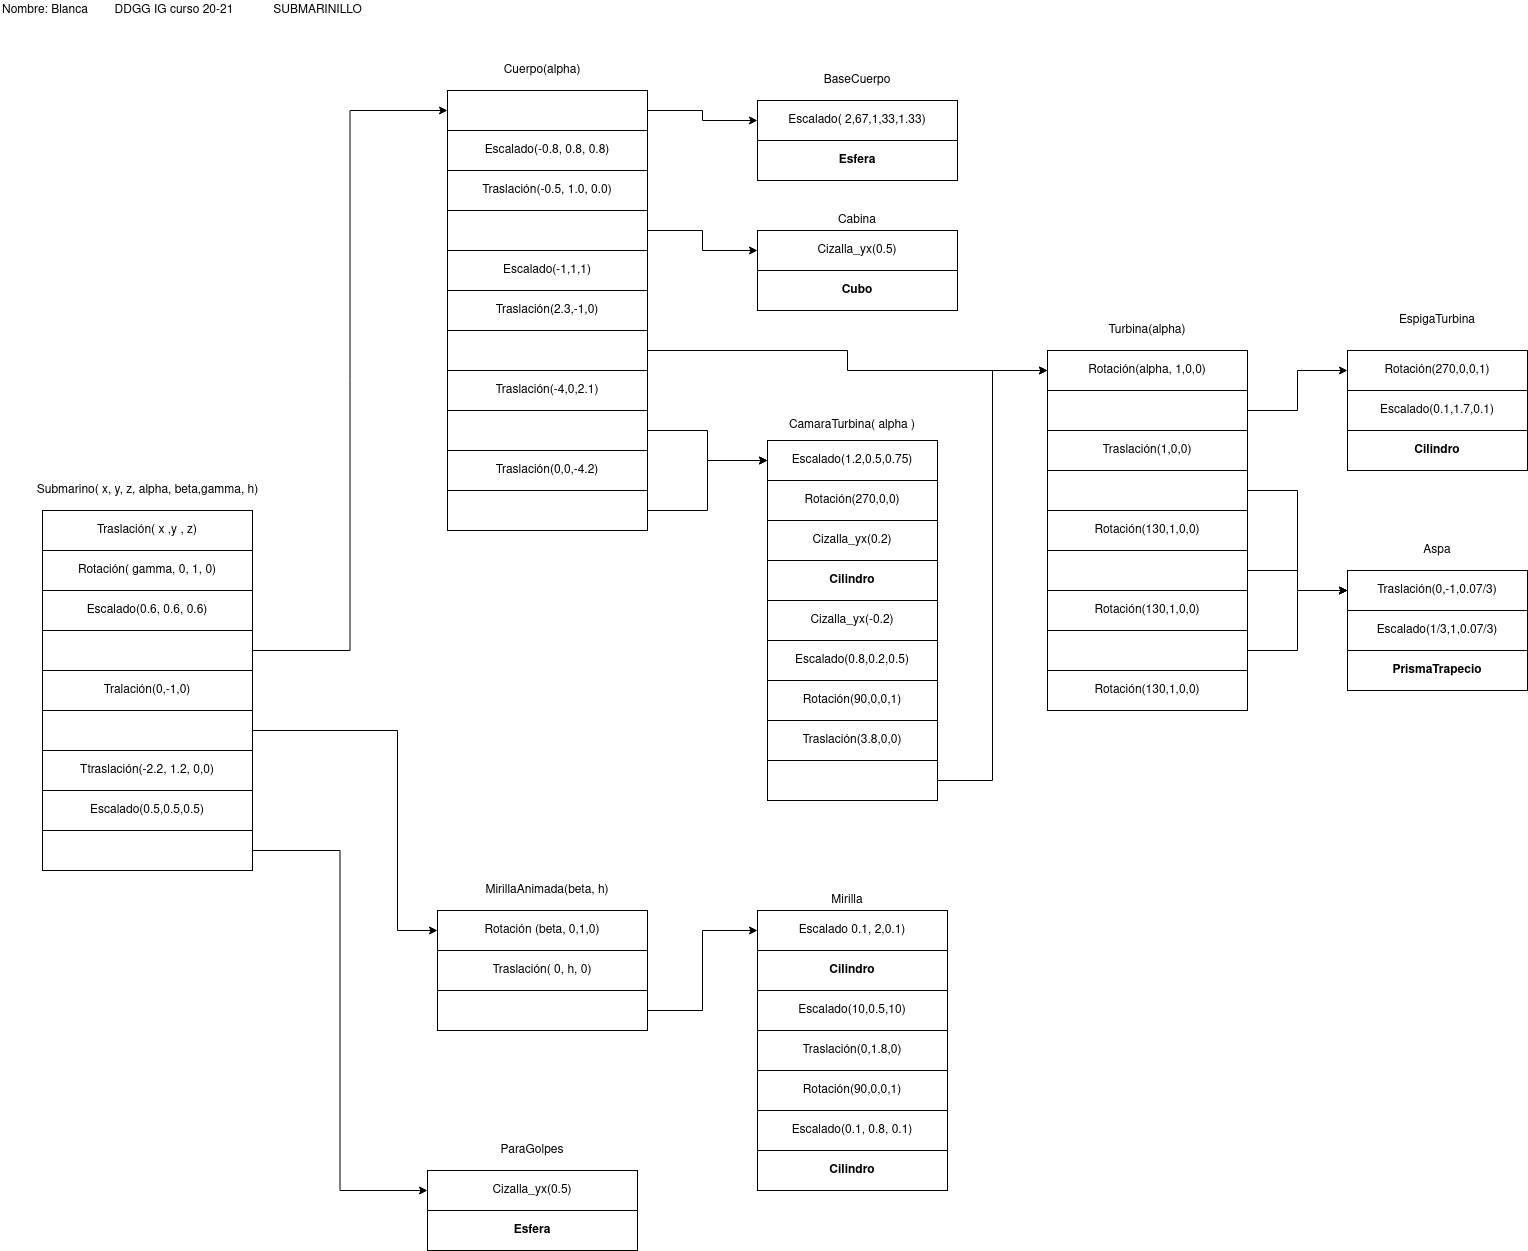 Nombre: Blanca DDGG IG curso 20-21 SUBMARINILLO
Submarino( x, y, z, alpha, beta,gamma, h)
Traslación( x ,y , z)
Rotación( gamma, 0, 1, 0)
Escalado(0.6, 0.6, 0.6)
Tralación(0,-1,0)
Ttraslación(-2.2, 1.2, 0,0)
Escalado(0.5,0.5,0.5)
Cuerpo(alpha)
Escalado(-0.8, 0.8, 0.8)
Traslación(-0.5, 1.0, 0.0)
Escalado(-1,1,1)
Traslación(2.3,-1,0)
Traslación(-4,0,2.1)
Traslación(0,0,-4.2)
BaseCuerpo
Escalado( 2,67,1,33,1.33)
Esfera
Cabina
Cizalla_yx(0.5)
Cubo
CamaraTurbina( alpha )
Escalado(1.2,0.5,0.75)
Rotación(270,0,0)
Cizalla_yx(0.2)
Cilindro
Cizalla_yx(-0.2)
Escalado(0.8,0.2,0.5)
Rotación(90,0,0,1)
Traslación(3.8,0,0)
Turbina(alpha)
Rotación(alpha, 1,0,0)
Traslación(1,0,0)
Rotación(130,1,0,0)
Rotación(130,1,0,0)
Rotación(130,1,0,0)
EspigaTurbina
Rotación(270,0,0,1)
Escalado(0.1,1.7,0.1)
Cilindro
Aspa
Traslación(0,-1,0.07/3)
Escalado(1/3,1,0.07/3)
PrismaTrapecio
MirillaAnimada(beta, h)
Rotación (beta, 0,1,0)
Traslación( 0, h, 0)
Mirilla
Escalado 0.1, 2,0.1)
Cilindro
Escalado(10,0.5,10)
Traslación(0,1.8,0)
Rotación(90,0,0,1)
Escalado(0.1, 0.8, 0.1)
Cilindro
ParaGolpes
Cizalla_yx(0.5)
Esfera